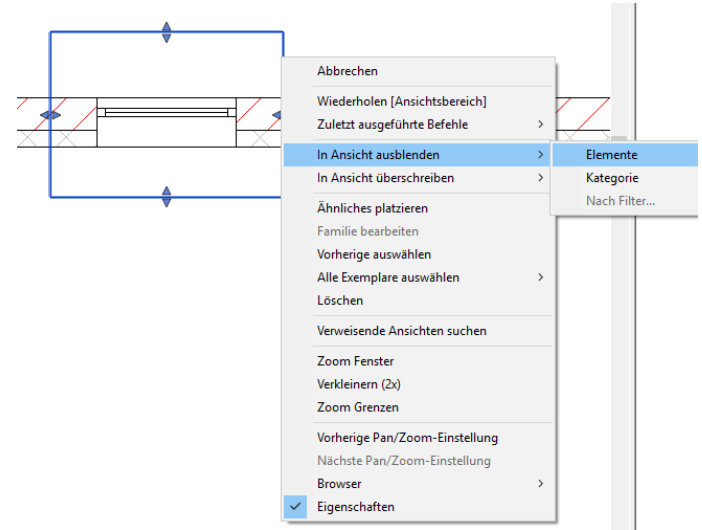 Abbrechen
Wiederholen [Ansichtsbereich]
Zuletzt ausgeführte Befehle
In Ansicht ausblenden
Elemente
In Ansicht überschreiben
Kategorie
Nach Filter...
Ähnliches platzieren
Familie bearbeiten
Vorherige auswählen
Alle Exemplare auswählen
Löschen
Verweisende Ansichten suchen
Zoom Fenster
Verkleinern (2x)
Zoom Grenzen
Vorherige Pan/Zoom-Einstellung
Nächste Pan/Zoom-Einstellung
Browser
Eigenschaften